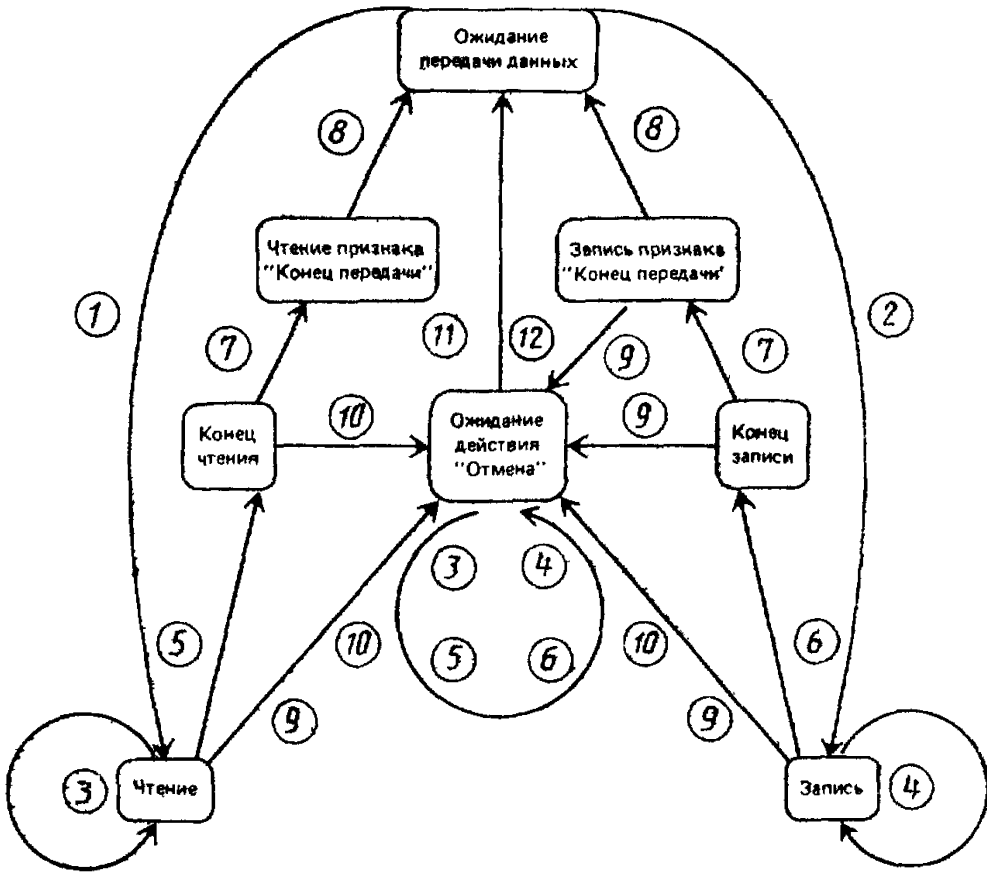 Ожидание
передачи данных
8
8
Чтение признака
"Конец передачи"
Запись признака
"Конец передачи"
1
2
7
11
12
9
7
10
9
Конец
чтения
Ожидание
действия
"Отмена"
Конец
записи
3
4
5
10
5
6
10
6
9
9
3
Чтение
Запись
4